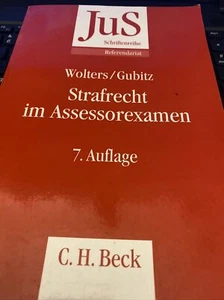 JuS
Schriftenreihe
Referendariat
Wolters/Gubitz
Strafrecht
im Assessorexamen
7. Auflage
C. H. Beck